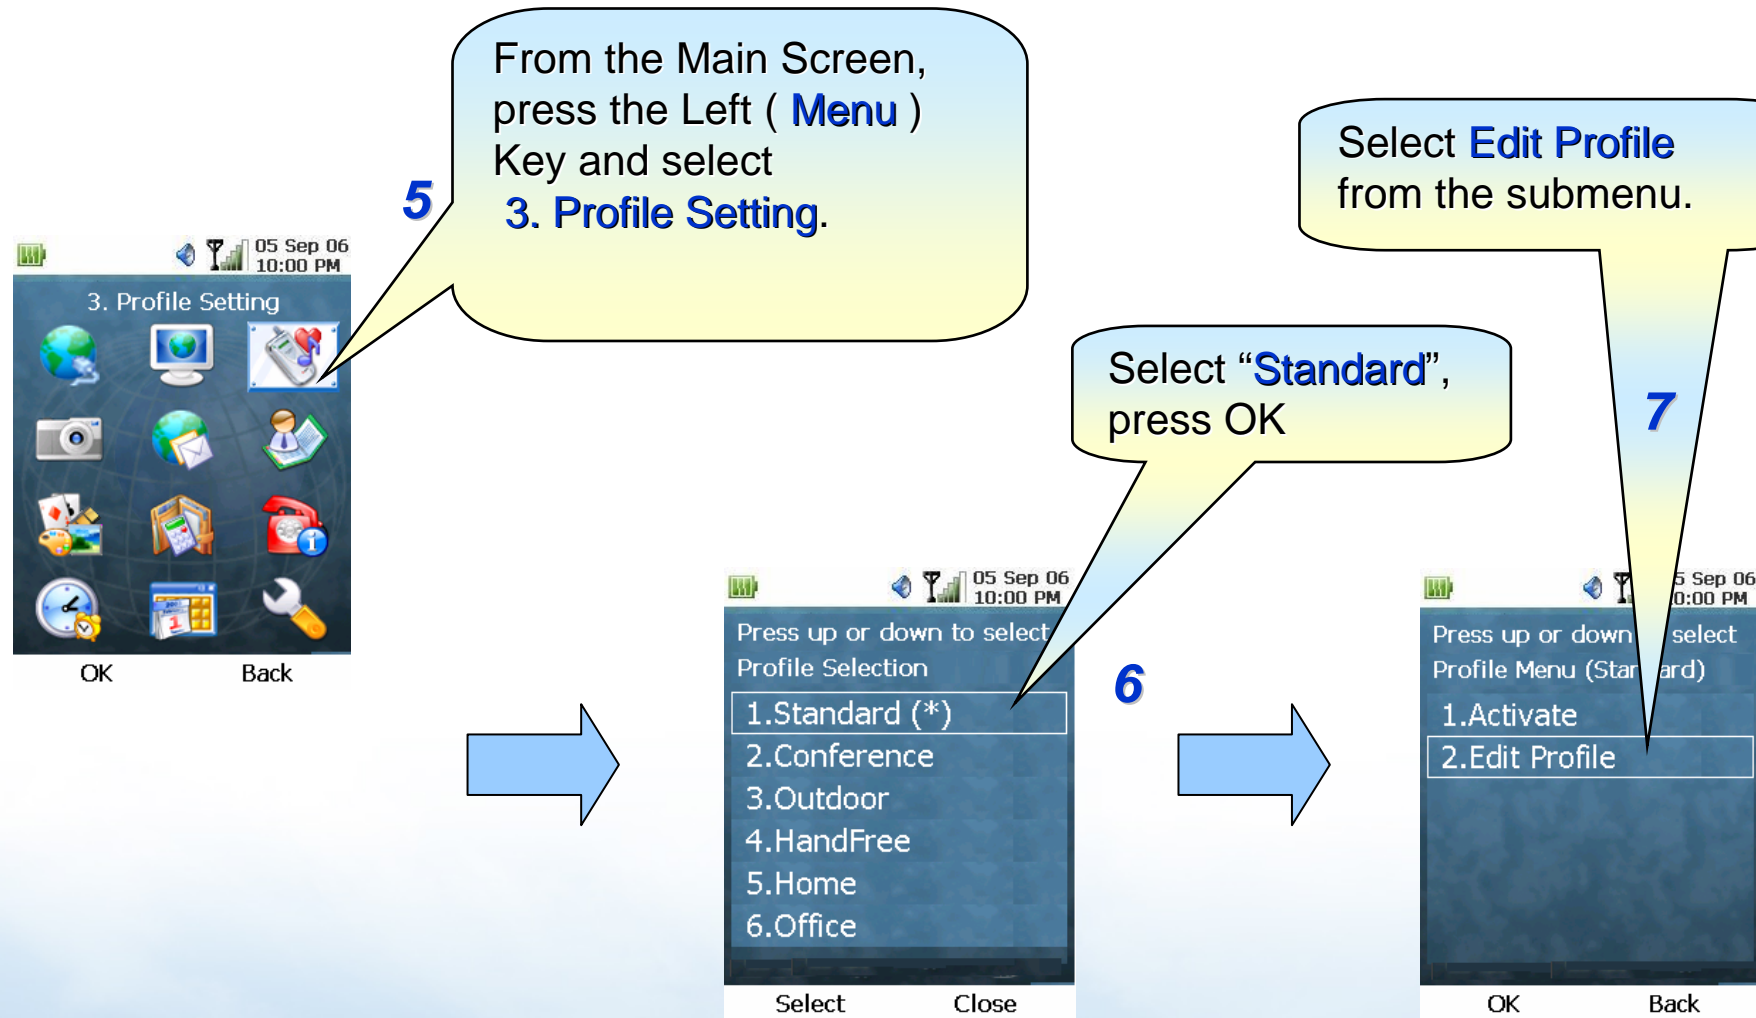 From the Main Screen,
press the Left ( Menu )
Key and select
3. Profile Setting.
5
05 Sep 06
10:00 PM
3. Profile Setting
OK Back
Select “Standard”,
press OK
6
05 Sep 06
10:00 PM
Press up or down to select
Profile Selection
1.Standard (*)
2.Conference
3.Outdoor
4.HandFree
5.Home
6.Office
Select Close
Select Edit Profile
from the submenu.
7
5 Sep 06
0:00 PM
Press up or down select
Profile Menu (Star ard)
1.Activate
2.Edit Profile
OK Back